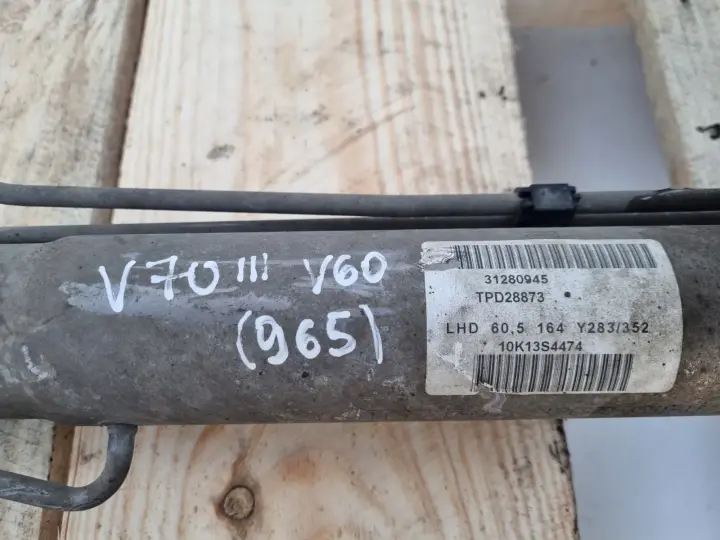 V70 III V60
(965)
31280945
TPD28873
LHD 60,5 164 Y283/352
10K13S4474